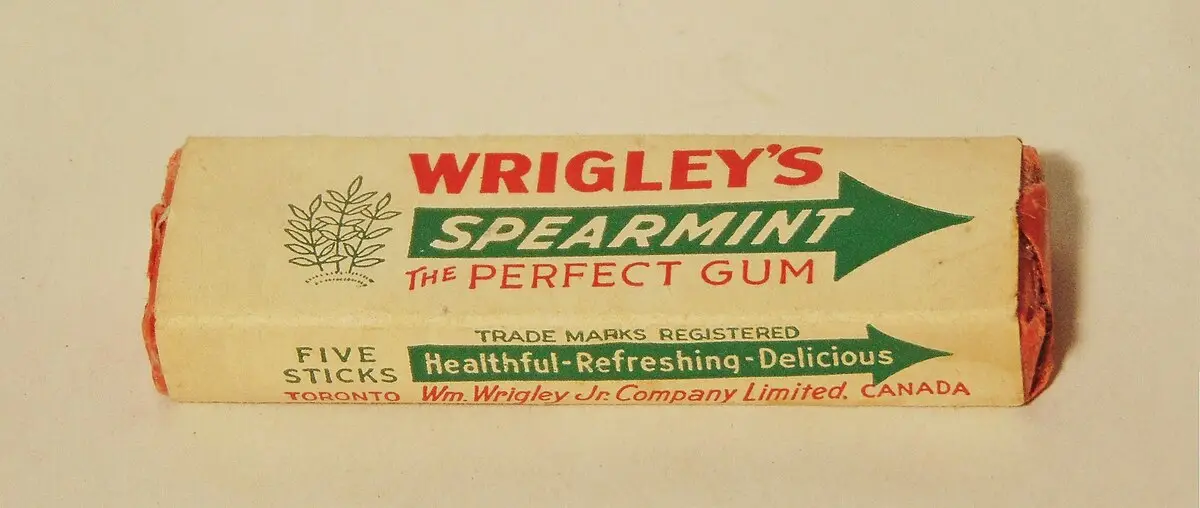 WRIGLEY'S
SPEARMINT
THE PERFECT GUM
TRADE MARKS REGISTERED
FIVE
STICKS
Healthful-Refreshing-Delicious
TORONTO Wm. Wrigley Jr. Company Limited. CANADA